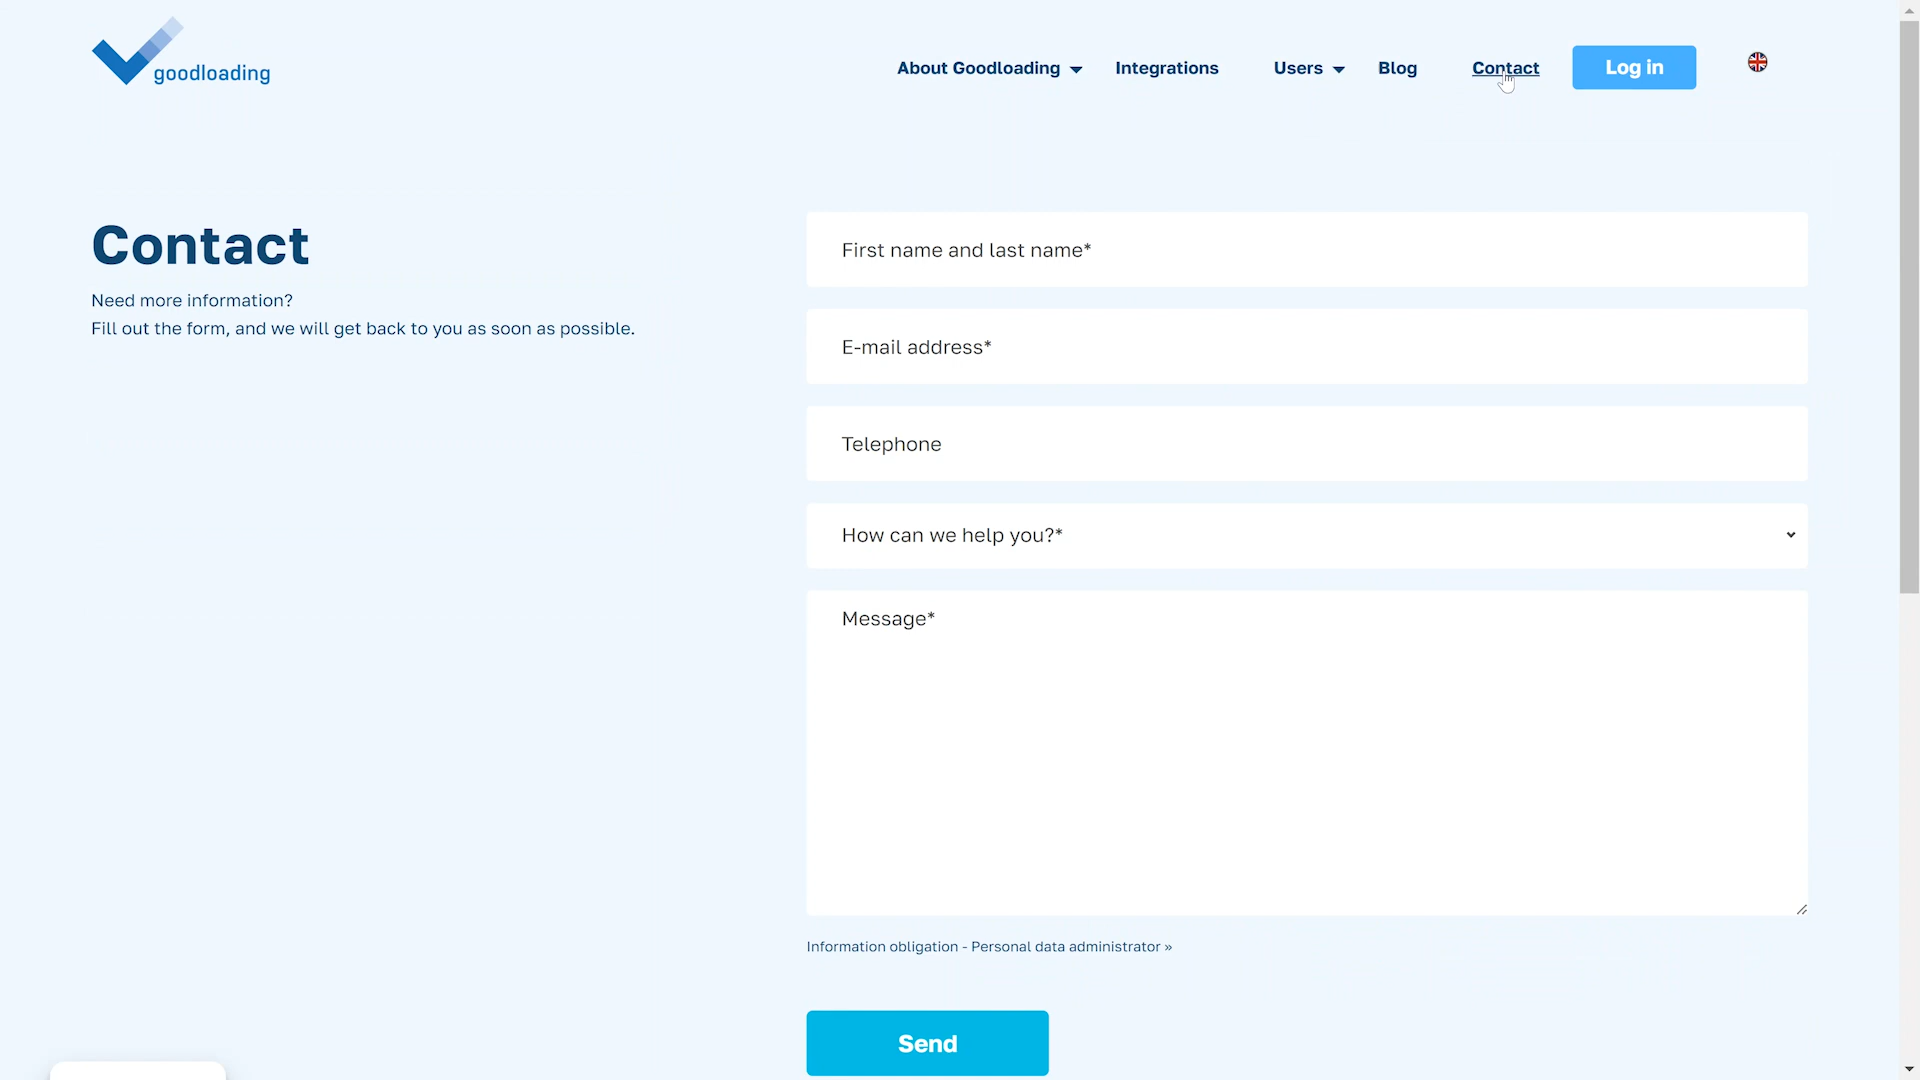 goodloading
About Goodloading
Integrations
Users
Blog
Contact
Log in
Contact
Need more information?
Fill out the form, and we will get back to you as soon as possible.
First name and last name*
E-mail address*
Telephone
How can we help you?*
Message*
Information obligation - Personal data administrator »
Send